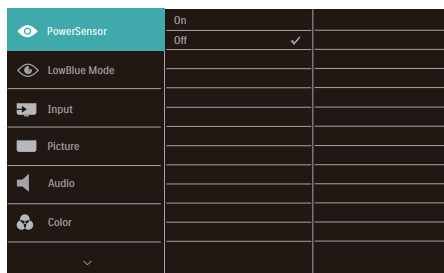 PowerSensor
On
Off
LowBlue Mode
Input
Picture
Audio
Color